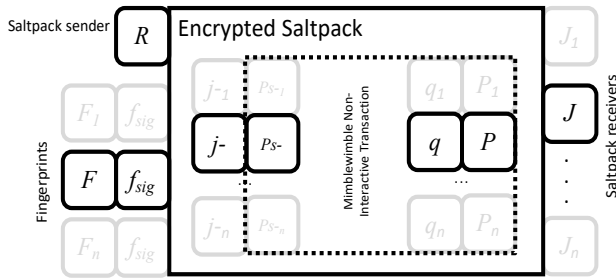 Saltpack sender
R
Encrypted Saltpack
J1
F1 fsig
j-1 Ps-1
q1 P1
Fingerprints
F fsig
j- Ps-
Mimblewimble Non-
Interactive Transaction
q P
J
Saltpack receivers
...
...
Fn fsig
j-n Ps-n
qn Pn
Jn